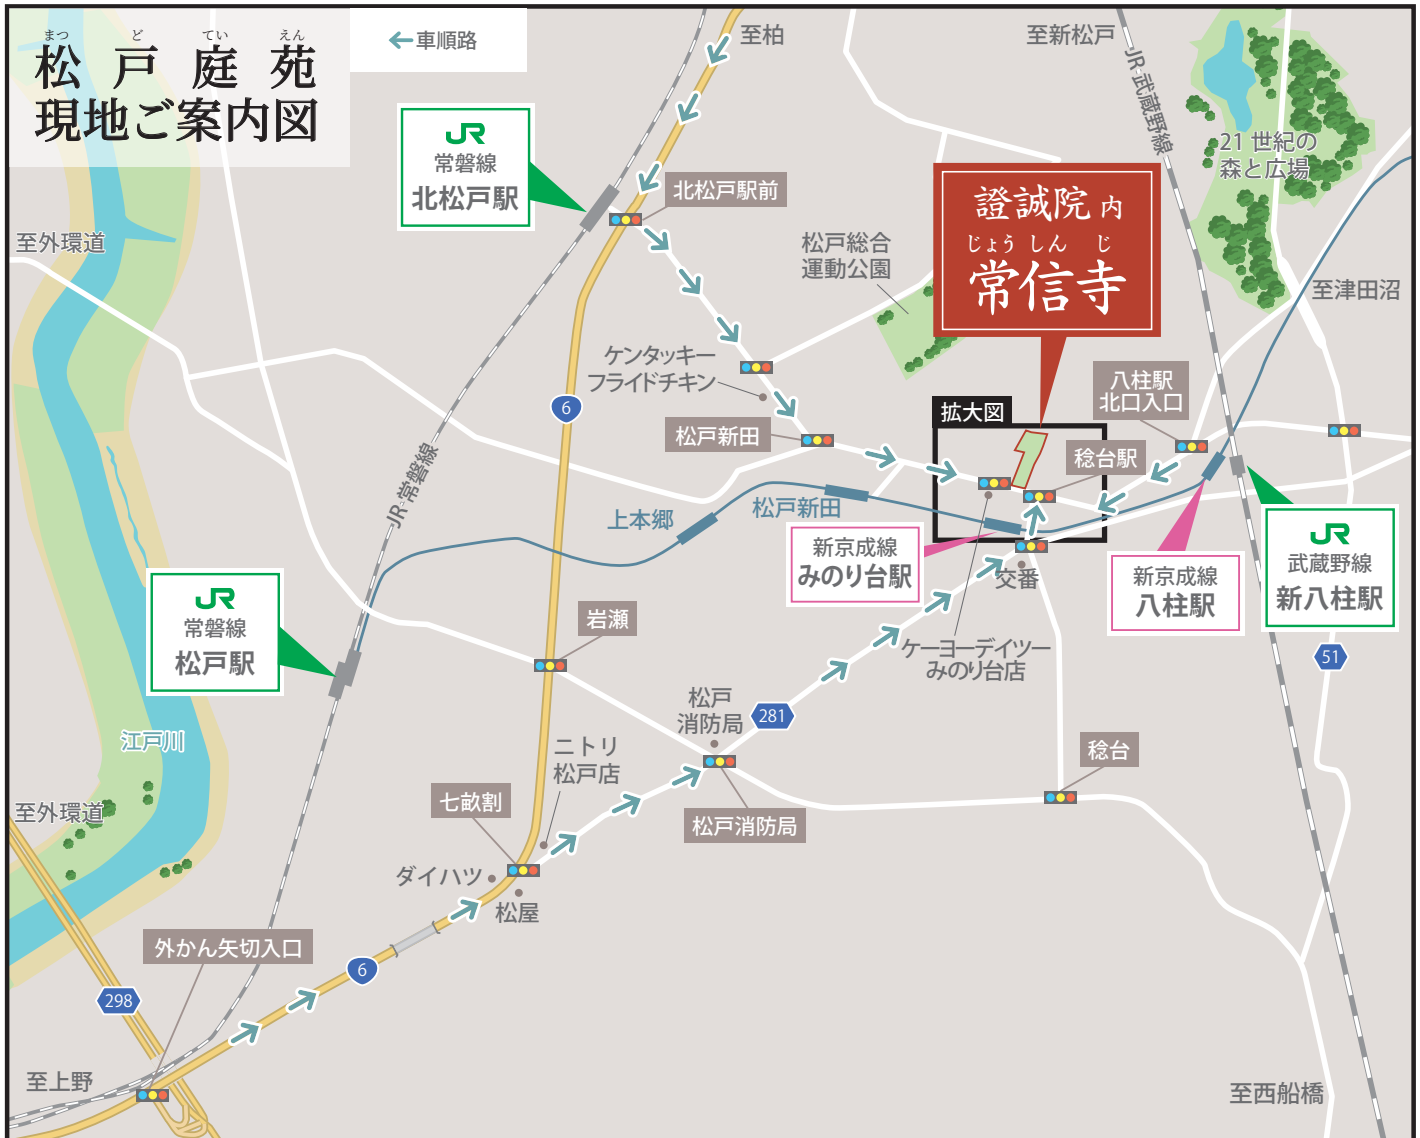 まつ ど てい えん
松戸庭苑
現地ご案内図
車順路
至柏
至新松戸
JR 武蔵野線
21 世紀の
森と広場
JR
常磐線
北松戸駅
北松戸駅前
至外環道
松戸総合
運動公園
證誠院 内
じょう しん じ
常信寺
至津田沼
ケンタッキー
フライドチキン
6
八柱駅
北口入口
拡大図
松戸新田
稔台駅
JR 常磐線
上本郷
松戸新田
新京成線
みのり台駅
交番
新京成線
八柱駅
JR
武蔵野線
新八柱駅
JR
常磐線
松戸駅
岩瀬
ケーヨーデイツー
みのり台店
51
松戸
消防局
281
江戸川
ニトリ
松戸店
稔台
七畝割
至外環道
松戸消防局
ダイハツ
松屋
外かん矢切入口
6
298
至上野
至西船橋